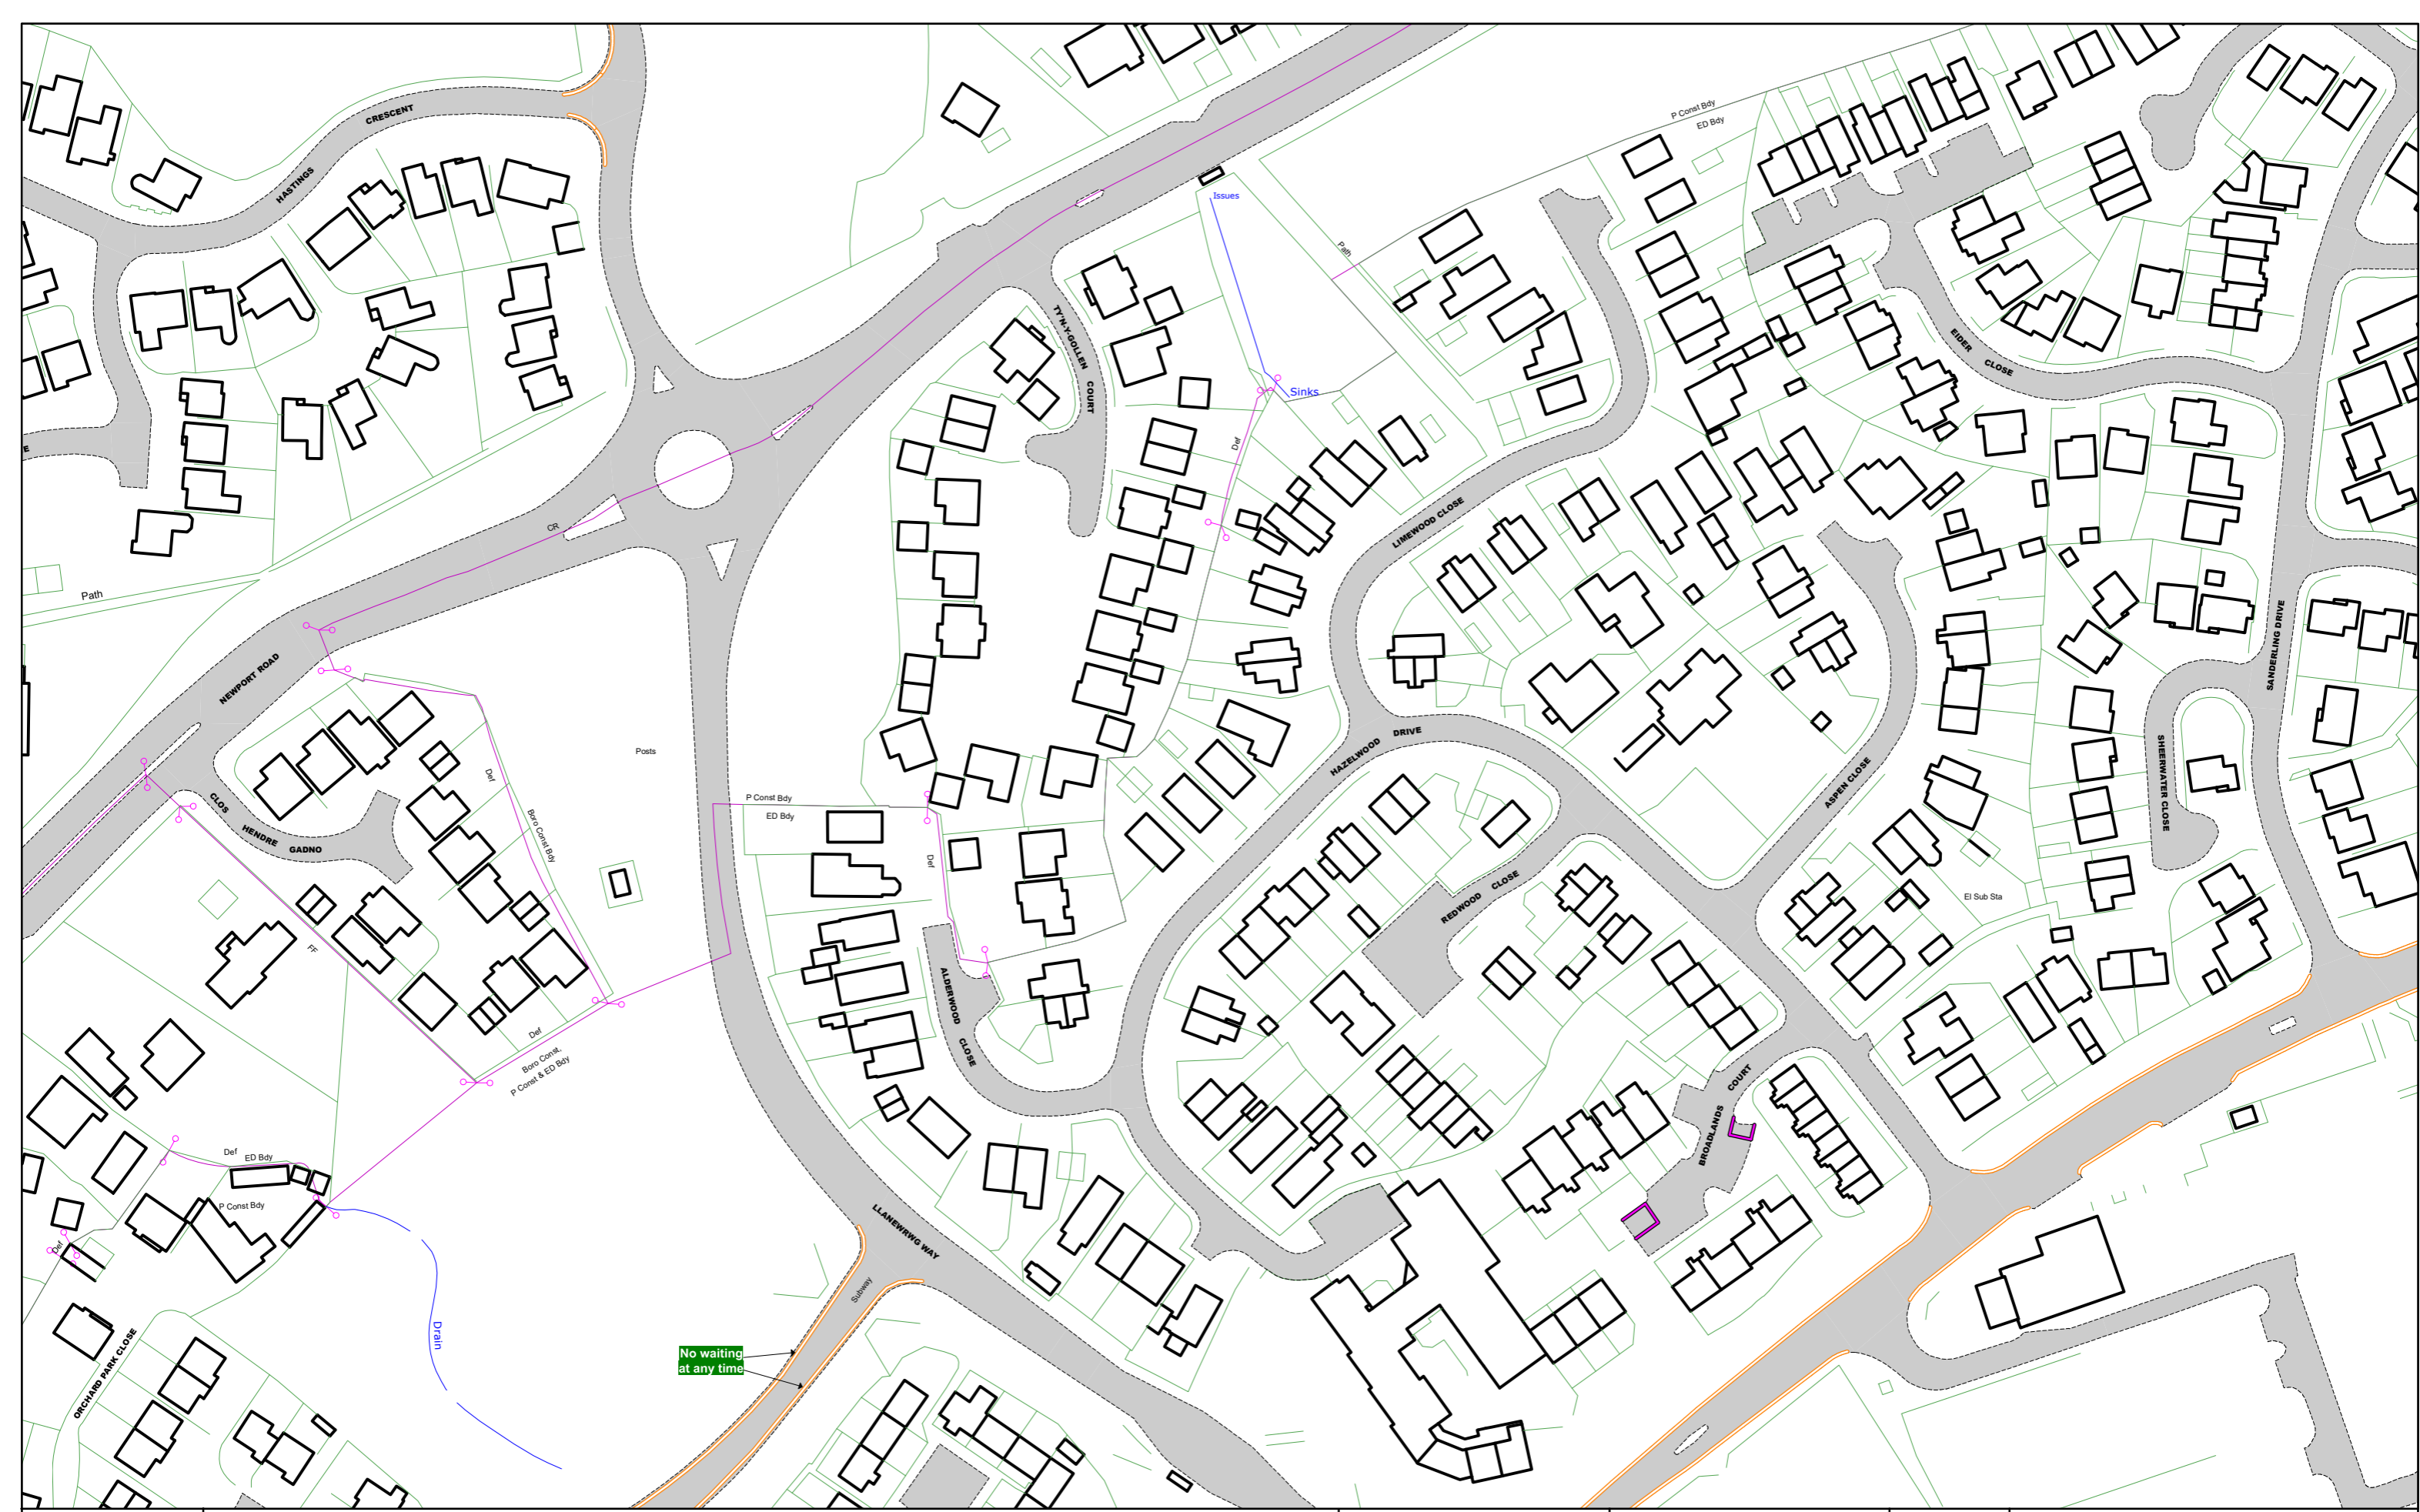 P Const Bdy
ED Bdy
CRESCENT
HASTINGS
Issues
Path
TY'N-Y-GOLLEN
COURT
EIDER
CLOSE
Sinks
Def
E
CR
LIMEWOOD CLOSE
Path
NEWPORT ROAD
SANDERLING DRIVE
Posts
HAZELWOOD
DRIVE
Def
Boro Const Bdy
CLOS
HENDRE
GADNO
P Const Bdy
ED Bdy
Def
ASPEN CLOSE
SHERWATER CLOSE
REDWOOD
CLOSE
El Sub Sta
FF
ALDERWOOD
CLOSE
Def
Boro Const,
P Const & ED Bdy
BROADLANDS
COURT
Def
ED Bdy
P Const Bdy
Def
LLANEWRWG WAY
Subway
Drain
ORCHARD PARK CLOSE
No waiting
at any time